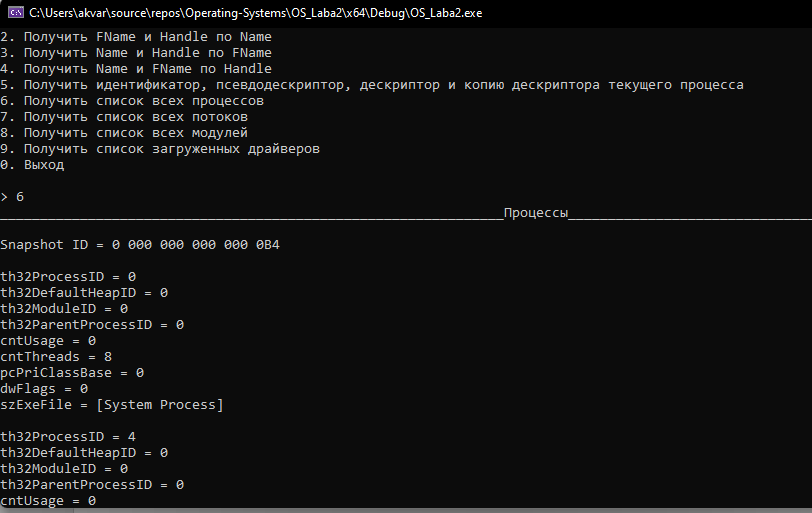 C:\Users\akvar\source\repos\Operating-Systems\OS_Laba2\x64\Debug\OS_Laba2.exe
2. Получить FName и Handle по Name
3. Получить Name и Handle по FName
4. Получить Name и FName по Handle
5. Получить идентификатор, псевдодескриптор, дескриптор и копию дескриптора текущего процесса
6. Получить список всех процессов
7. Получить список всех потоков
8. Получить список всех модулей
9. Получить список загруженных драйверов
0. Выход
> 6
_______________________________________________________________Процессы______________________________
Snapshot ID = 0 000 000 000 000 0B4
th32ProcessID = 0
th32DefaultHeapID = 0
th32ModuleID = 0
th32ParentProcessID = 0
cntUsage = 0
cntThreads = 8
pcPriClassBase = 0
dwFlags = 0
szExeFile = [System Process]
th32ProcessID = 4
th32DefaultHeapID = 0
th32ModuleID = 0
th32ParentProcessID = 0
cntUsage = 0